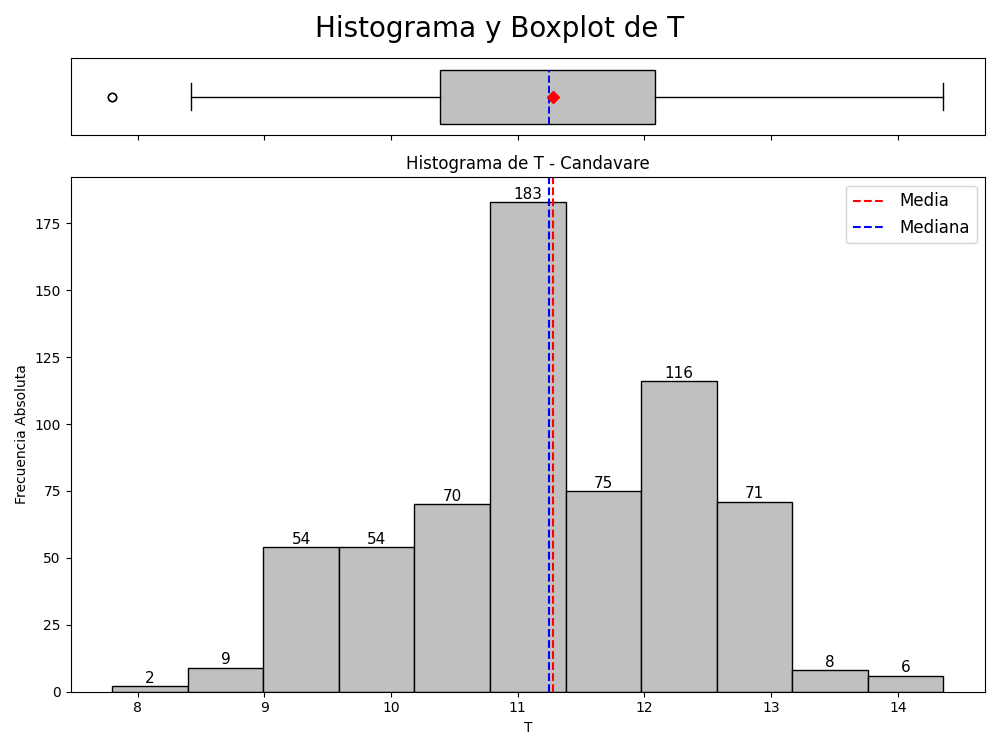 Histograma y Boxplot de T
Histograma de T - Candavare
183
Media
Mediana
175
150
125
116
100
75
75
71
70
54
54
50
25
9
8
6
2
0
Frecuencia Absoluta
8 9 10 11 12 13 14
T